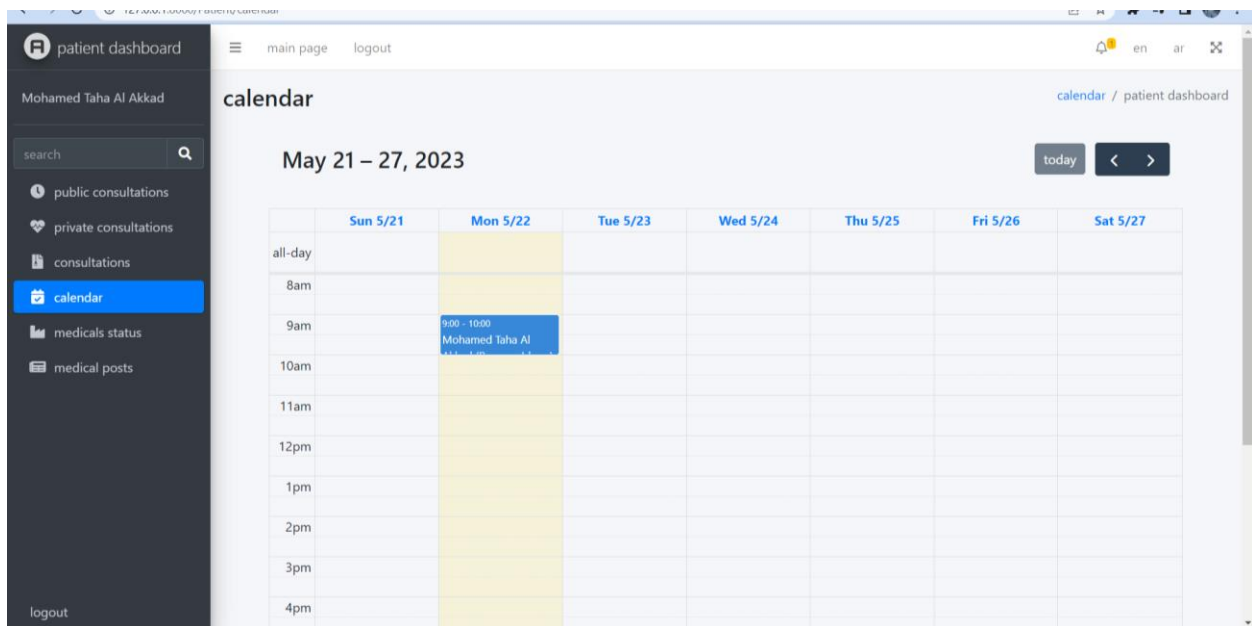 patient dashboard
main page logout
en ar
Mohamed Taha Al Akkad
calendar
calendar / patient dashboard
search
May 21 – 27, 2023
today
public consultations
private consultations
consultations
calendar
medicals status
medical posts
logout
Sun 5/21 Mon 5/22 Tue 5/23 Wed 5/24 Thu 5/25 Fri 5/26 Sat 5/27
all-day
8am
9am
9:00 - 10:00
Mohamed Taha Al
10am
11am
12pm
1pm
2pm
3pm
4pm